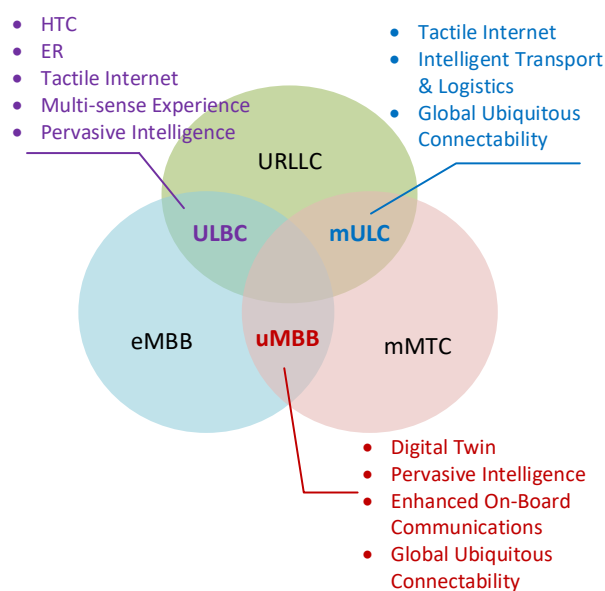 • HTC
• ER
• Tactile Internet
• Multi-sense Experience
• Pervasive Intelligence
• Tactile Internet
• Intelligent Transport
& Logistics
• Global Ubiquitous
Connectability
URLLC
ULBC
mULC
eMBB
uMBB
mMTC
• Digital Twin
• Pervasive Intelligence
• Enhanced On-Board
Communications
• Global Ubiquitous
Connectability